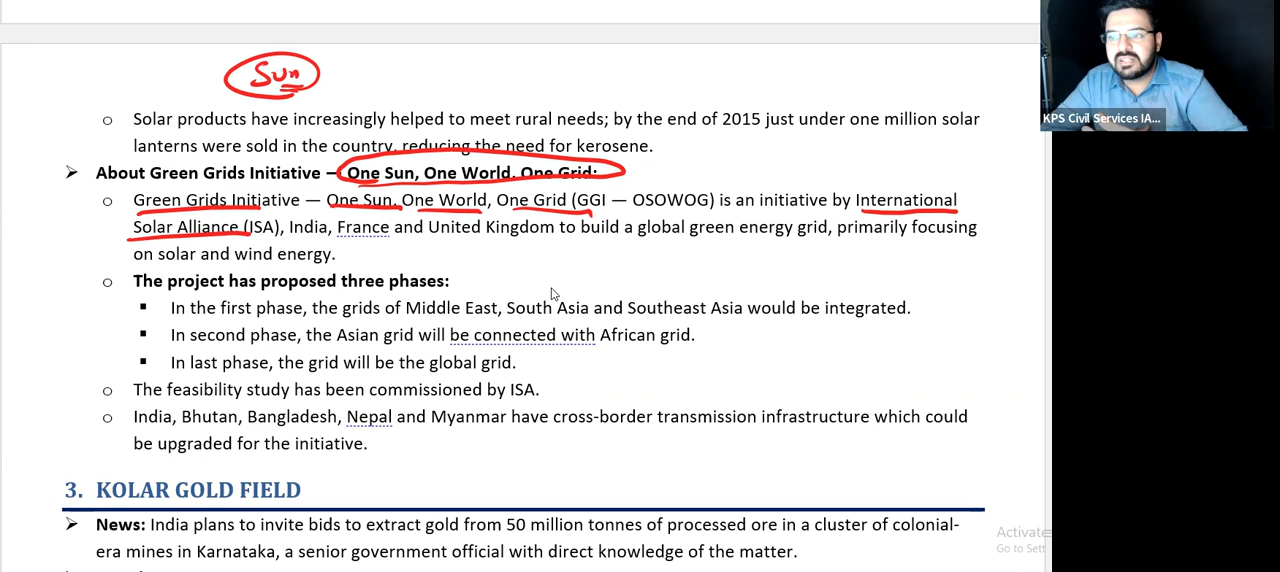 Sun
o Solar products have increasingly helped to meet rural needs; by the end of 2015 just under one million solar
lanterns were sold in the country, reducing the need for kerosene.
➤ About Green Grids Initiative — One Sun, One World, One Grid:
o Green Grids Initiative — One Sun, One World, One Grid (GGI — OSOWOG) is an initiative by International
Solar Alliance (ISA), India, France and United Kingdom to build a global green energy grid, primarily focusing
on solar and wind energy.
o The project has proposed three phases:
▪ In the first phase, the grids of Middle East, South Asia and Southeast Asia would be integrated.
▪ In second phase, the Asian grid will be connected with African grid.
▪ In last phase, the grid will be the global grid.
o The feasibility study has been commissioned by ISA.
o India, Bhutan, Bangladesh, Nepal and Myanmar have cross-border transmission infrastructure which could
be upgraded for the initiative.
3. KOLAR GOLD FIELD
➤ News: India plans to invite bids to extract gold from 50 million tonnes of processed ore in a cluster of colonial-
era mines in Karnataka, a senior government official with direct knowledge of the matter.
KPS Civil Services IA...
Activate
Go to Sett